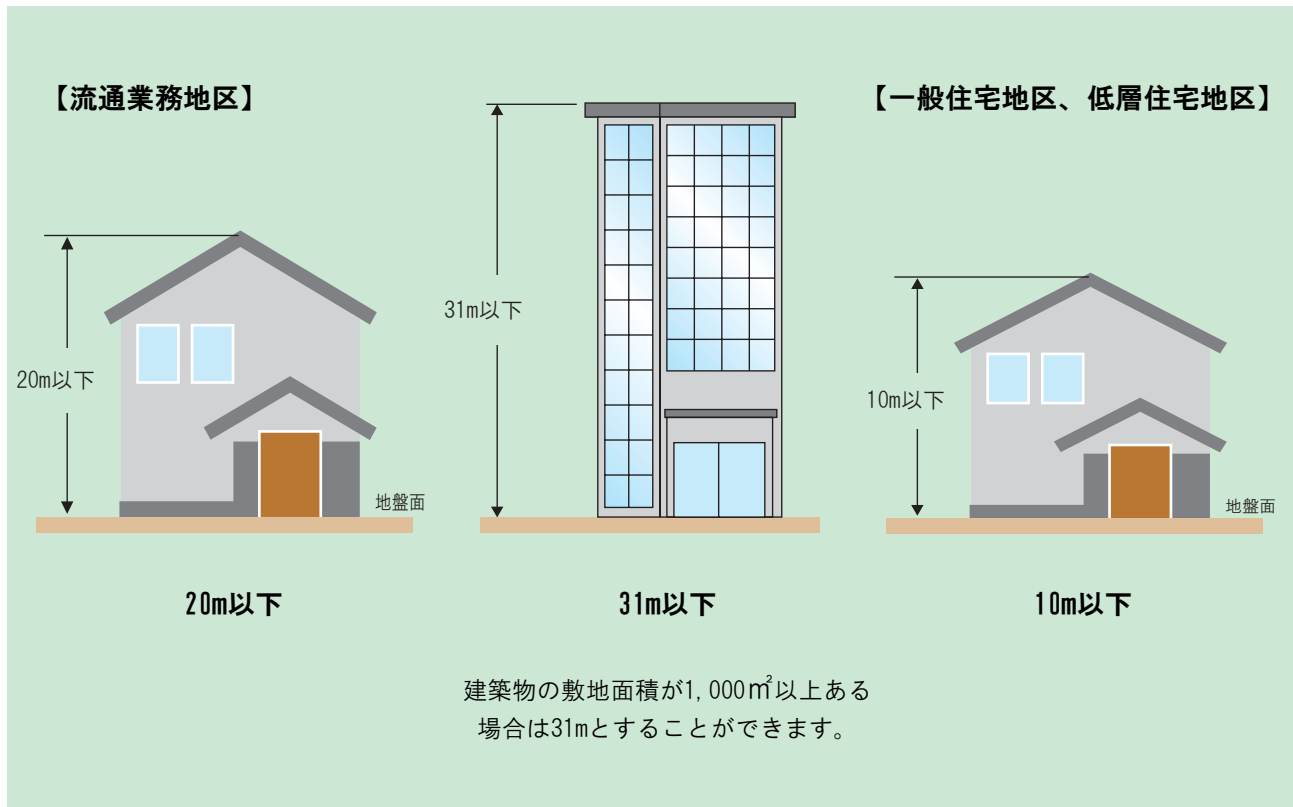 【流通業務地区】
【一般住宅地区、低層住宅地区】
20m以下
地盤面
31m以下
10m以下
地盤面
20m以下
31m以下
10m以下
建築物の敷地面積が1,000㎡以上ある
場合は31mとすることができます。